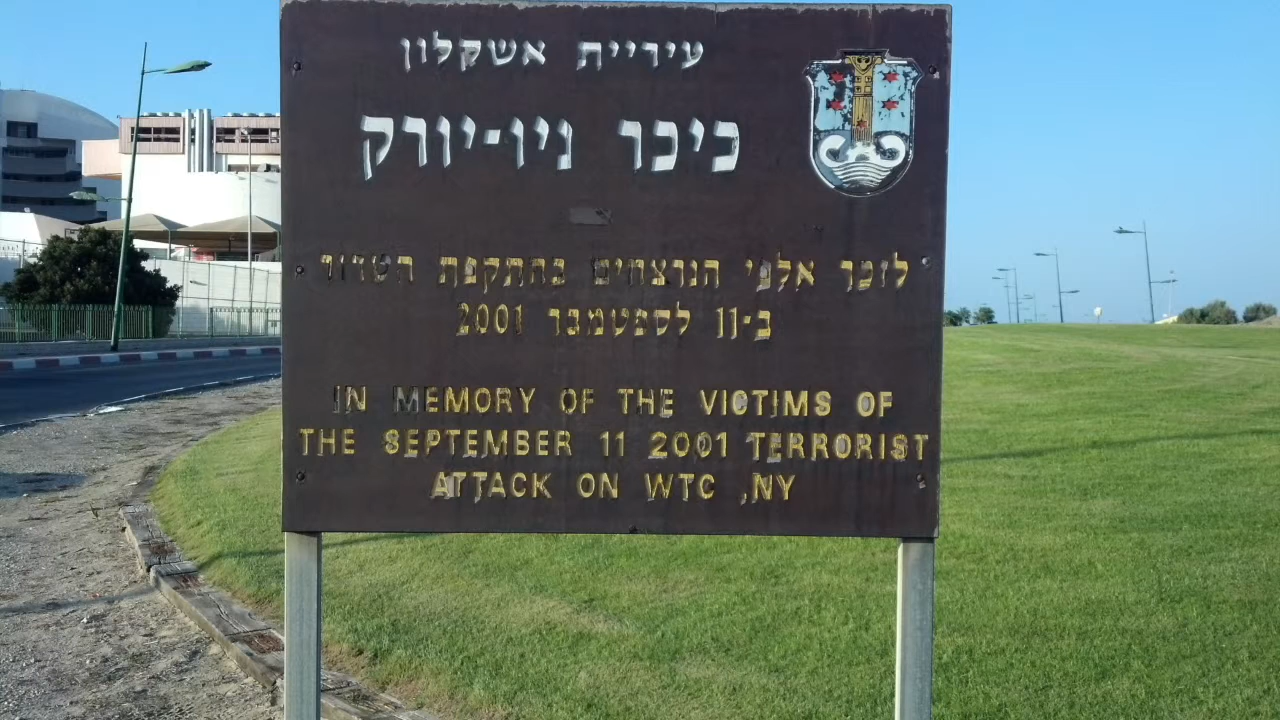 עיריית אשקלון
כיכר ניו-יורק
לזכר אלפי הנרצחים בהתקפת הטרור
ב-11 לספטמבר 2001
IN MEMORY OF THE VICTIMS OF
THE SEPTEMBER 11 2001 TERRORIST
ATTACK ON WTC ,NY